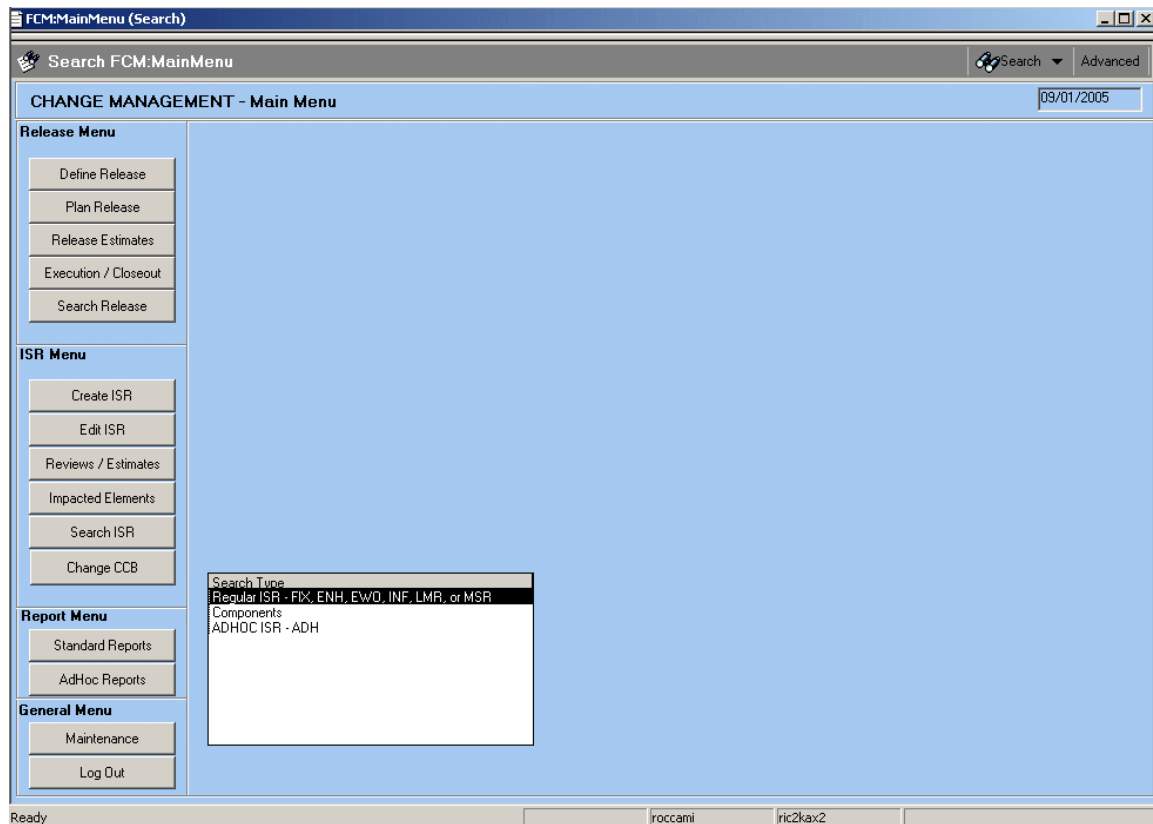 FCM:MainMenu (Search)
Search FCM:MainMenu
Search
Advanced
CHANGE MANAGEMENT - Main Menu
09/01/2005
Release Menu
Define Release
Plan Release
Release Estimates
Execution / Closeout
Search Release
ISR Menu
Create ISR
Edit ISR
Reviews / Estimates
Impacted Elements
Search ISR
Change CCB
Search Type
Regular ISR - FIX, ENH, EWO, INF, LMR, or MSR
Components
ADHOC ISR - ADH
Report Menu
Standard Reports
AdHoc Reports
General Menu
Maintenance
Log Out
Ready
roccami
ric2kax2